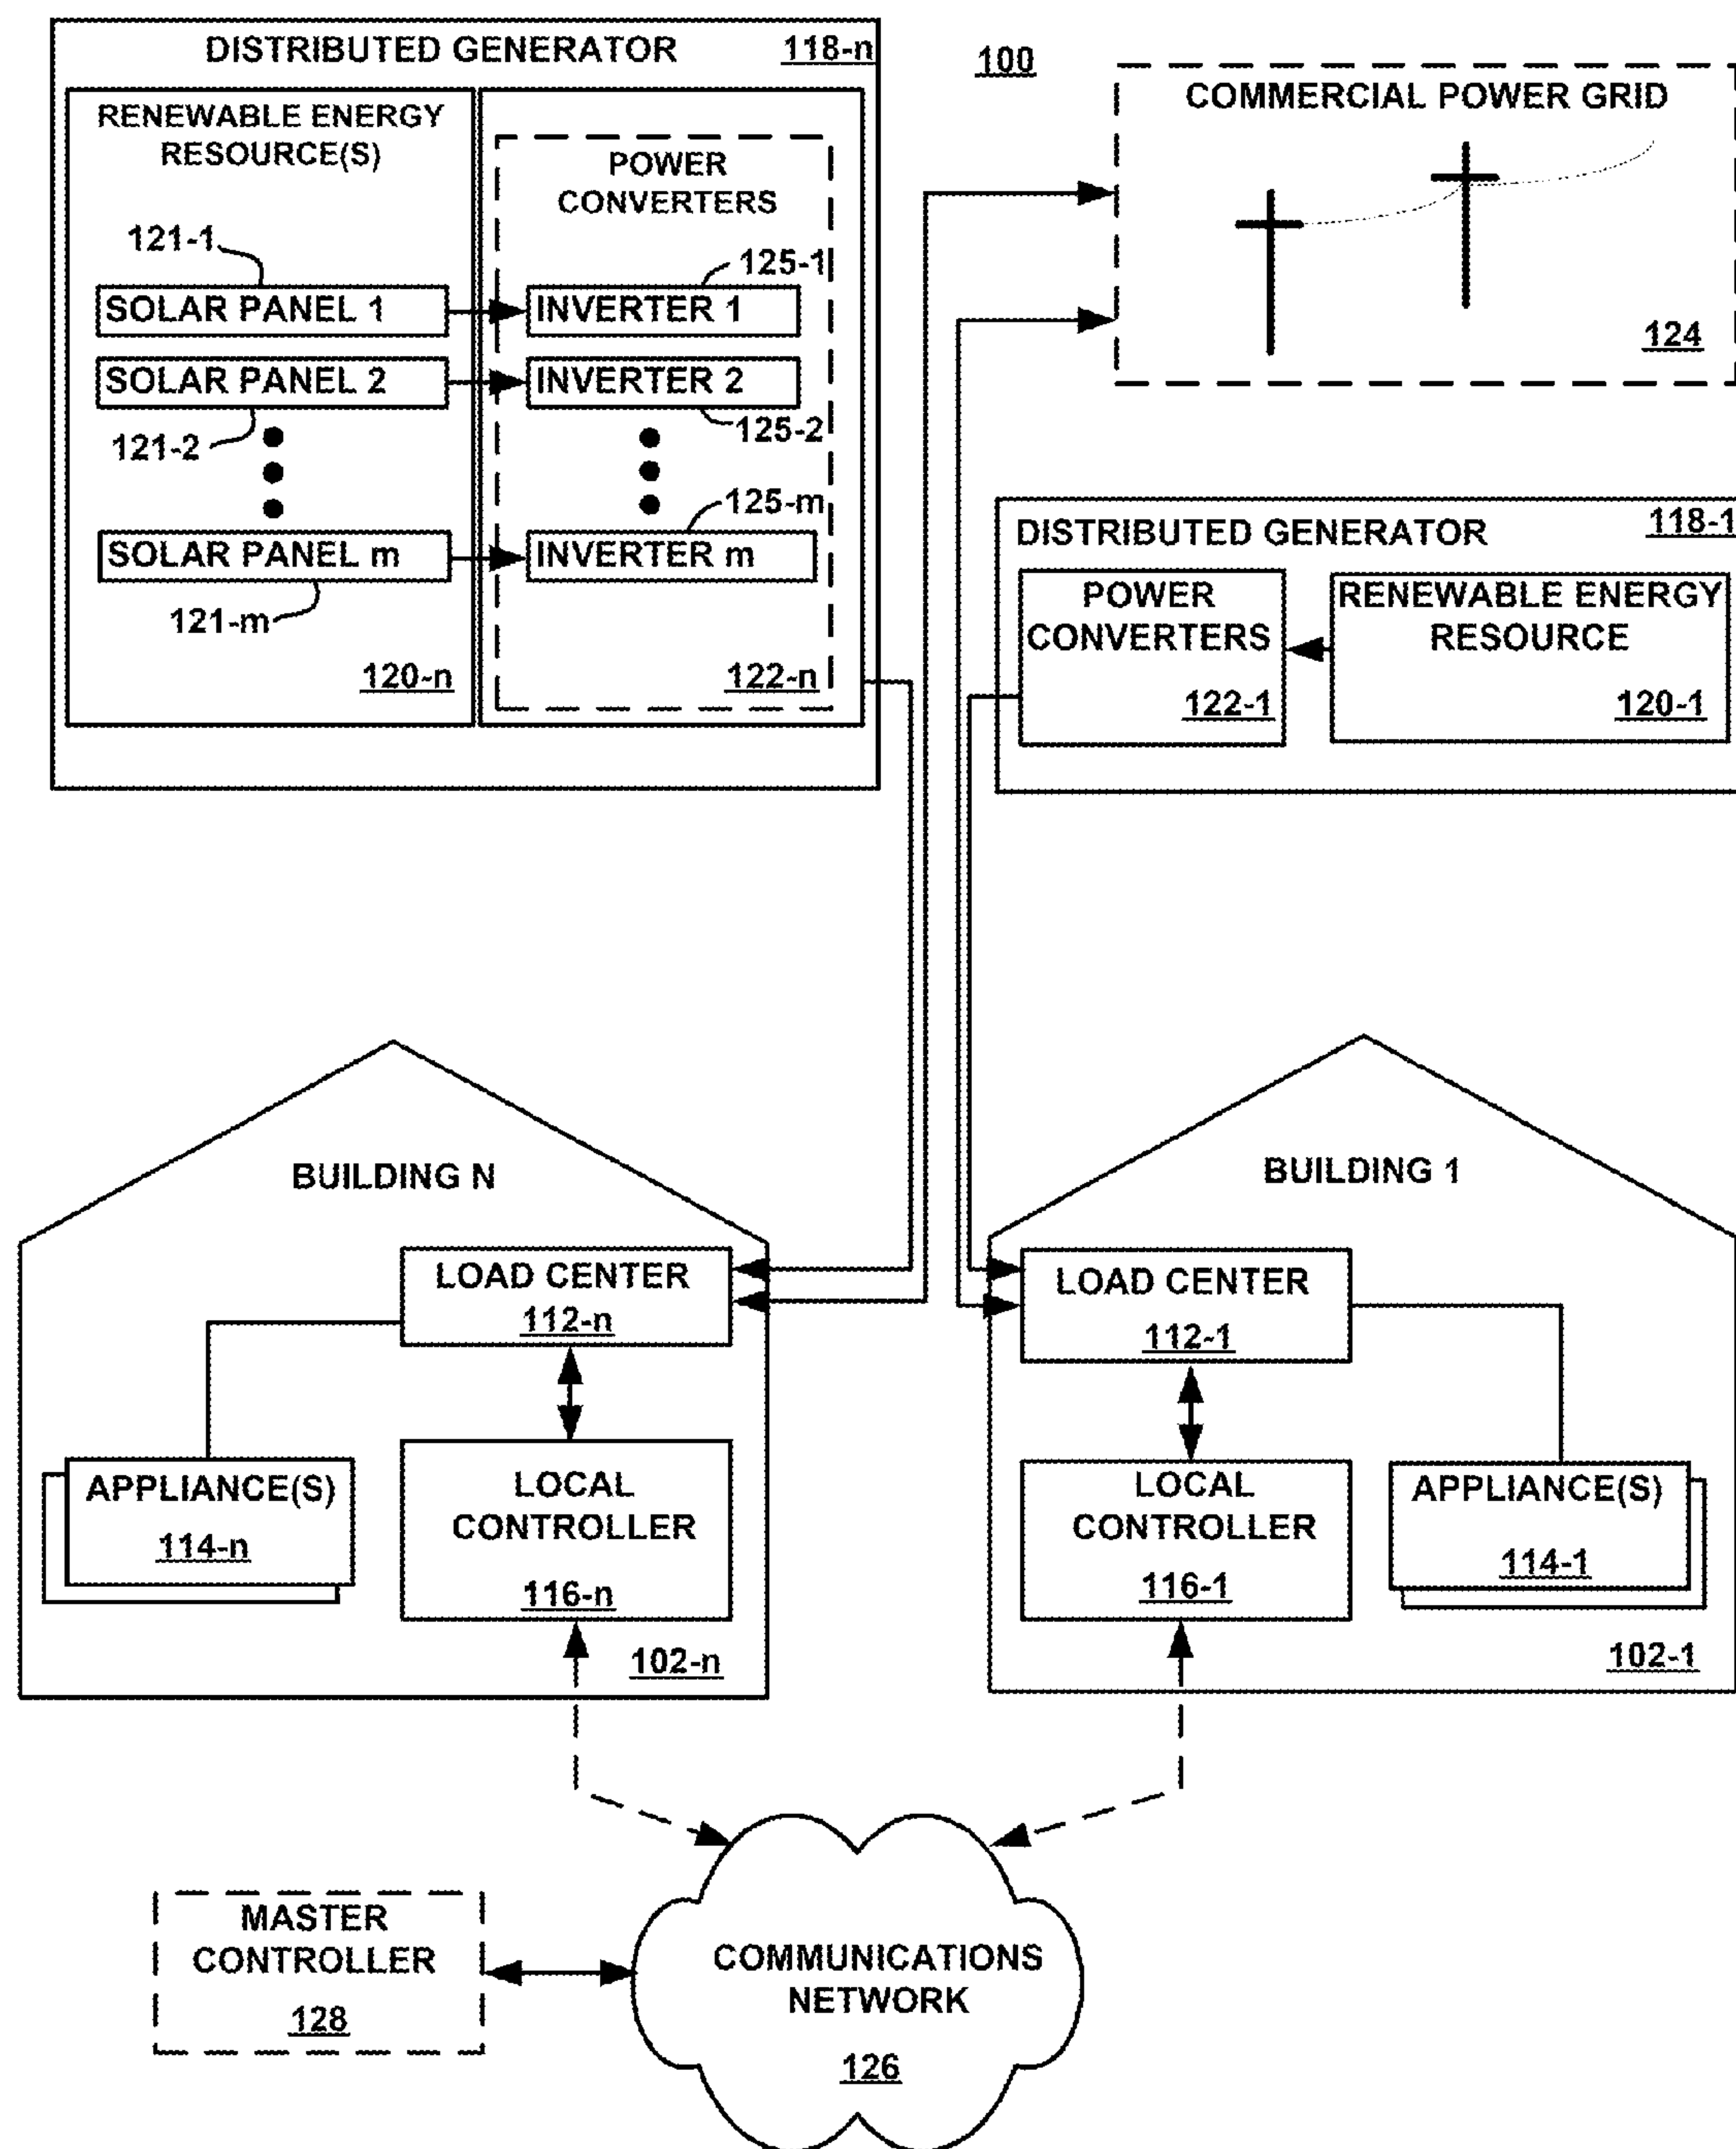 DISTRIBUTED GENERATOR 118-n
RENEWABLE ENERGY
RESOURCE(S)
POWER
CONVERTERS
121-1
125-1
SOLAR PANEL 1
INVERTER 1
SOLAR PANEL 2
INVERTER 2
121-2
125-2
125-m
SOLAR PANEL m
INVERTER m
121-m
120-n
122-n
100
COMMERCIAL POWER GRID
124
DISTRIBUTED GENERATOR 118-1
POWER
CONVERTERS
122-1
RENEWABLE ENERGY
RESOURCE
120-1
BUILDING N
LOAD CENTER
112-n
APPLIANCE(S)
114-n
LOCAL
CONTROLLER
116-n
102-n
BUILDING 1
LOAD CENTER
112-1
LOCAL
CONTROLLER
116-1
APPLIANCE(S)
114-1
102-1
MASTER
CONTROLLER
128
COMMUNICATIONS
NETWORK
126